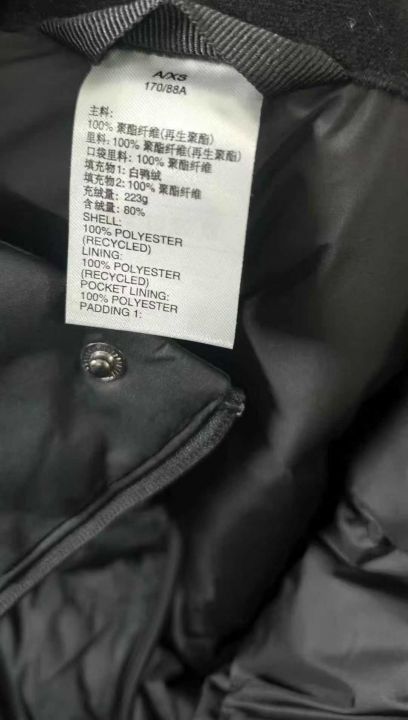 A/XS
170/88A
主料:
100% 聚酯纤维(再生聚酯)
里料: 100% 聚酯纤维(再生聚酯)
口袋里料: 100% 聚酯纤维
填充物1: 白鸭绒
填充物2: 100% 聚酯纤维
充绒量: 223g
含绒量: 80%
SHELL:
100% POLYESTER
(RECYCLED)
LINING:
100% POLYESTER
(RECYCLED)
POCKET LINING:
100% POLYESTER
PADDING 1: